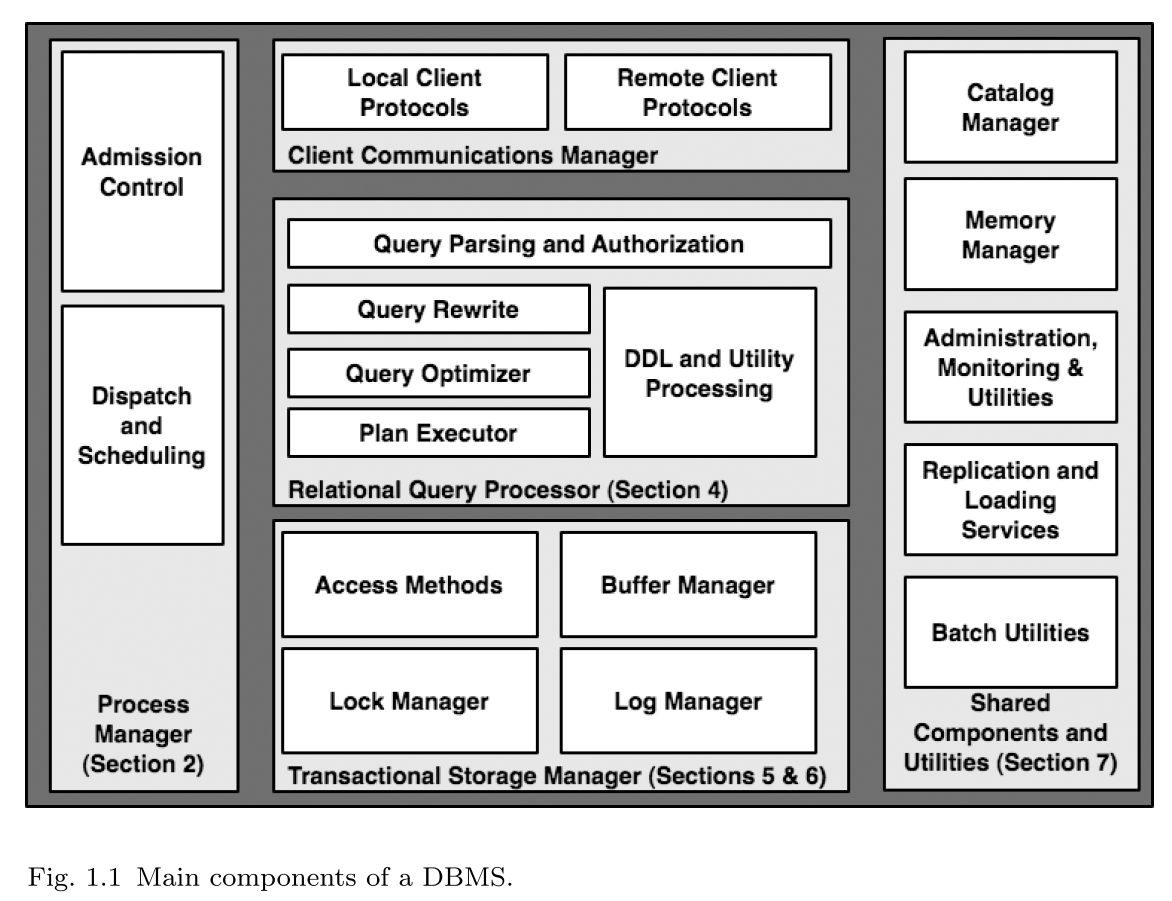 Admission
Control
Dispatch
and
Scheduling
Process
Manager
(Section 2)
Local Client
Protocols
Remote Client
Protocols
Client Communications Manager
Query Parsing and Authorization
Query Rewrite
Query Optimizer
Plan Executor
DDL and Utility
Processing
Relational Query Processor (Section 4)
Access Methods
Buffer Manager
Lock Manager
Log Manager
Transactional Storage Manager (Sections 5 & 6)
Catalog
Manager
Memory
Manager
Administration,
Monitoring &
Utilities
Replication and
Loading
Services
Batch Utilities
Shared
Components and
Utilities (Section 7)
Fig. 1.1 Main components of a DBMS.